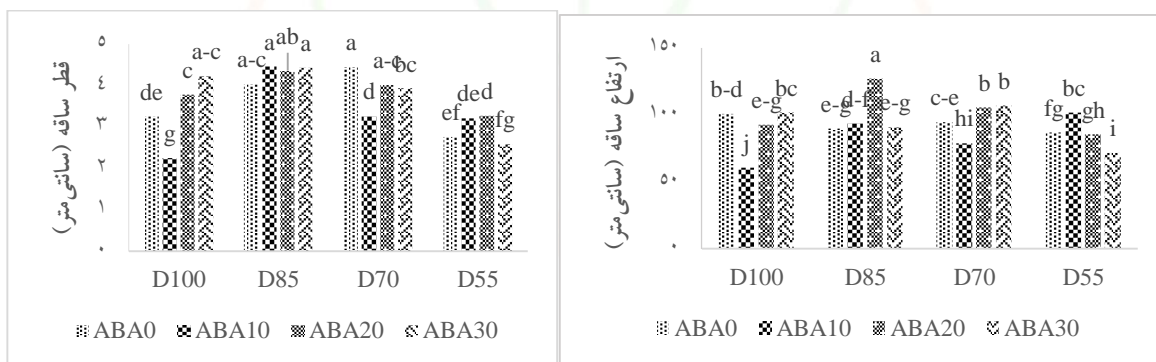 قطر ساقه (سانتی‌متر)
۵
۴
۳
۲
۱
۰
de g c a-c
a-c a ab a
a d a-c bc
ef de d fg
D100 D85 D70 D55
ABA0 ABA10 ABA20 ABA30
ارتفاع ساقه (سانتی‌متر)
۱۵۰
۱۰۰
۵۰
۰
b-d j e-g bc
e-g d-f a e-g
c-e hi b b
fg bc gh i
D100 D85 D70 D55
ABA0 ABA10 ABA20 ABA30